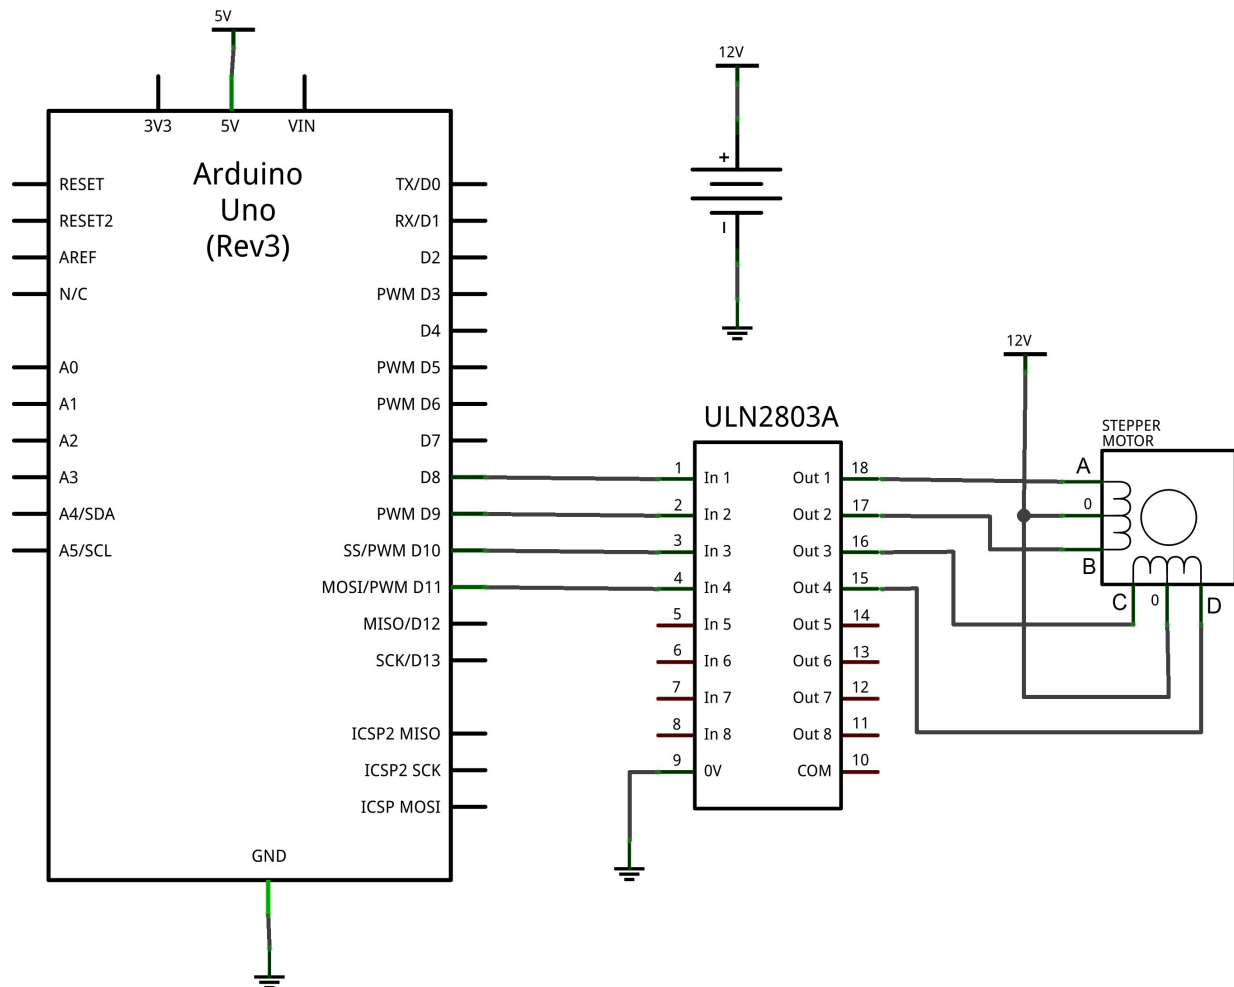 5V
3V3
5V
VIN
Arduino
Uno
(Rev3)
RESET
RESET2
AREF
N/C
A0
A1
A2
A3
A4/SDA
A5/SCL
TX/D0
RX/D1
D2
PWM D3
D4
PWM D5
PWM D6
D7
D8
PWM D9
SS/PWM D10
MOSI/PWM D11
MISO/D12
SCK/D13
ICSP2 MISO
ICSP2 SCK
ICSP MOSI
GND
12V
+
-
ULN2803A
1 In 1
2 In 2
3 In 3
4 In 4
5 In 5
6 In 6
7 In 7
8 In 8
9 0V
Out 1 18
Out 2 17
Out 3 16
Out 4 15
Out 5 14
Out 6 13
Out 7 12
Out 8 11
COM 10
12V
STEPPER
MOTOR
A
0
B
C 0 D